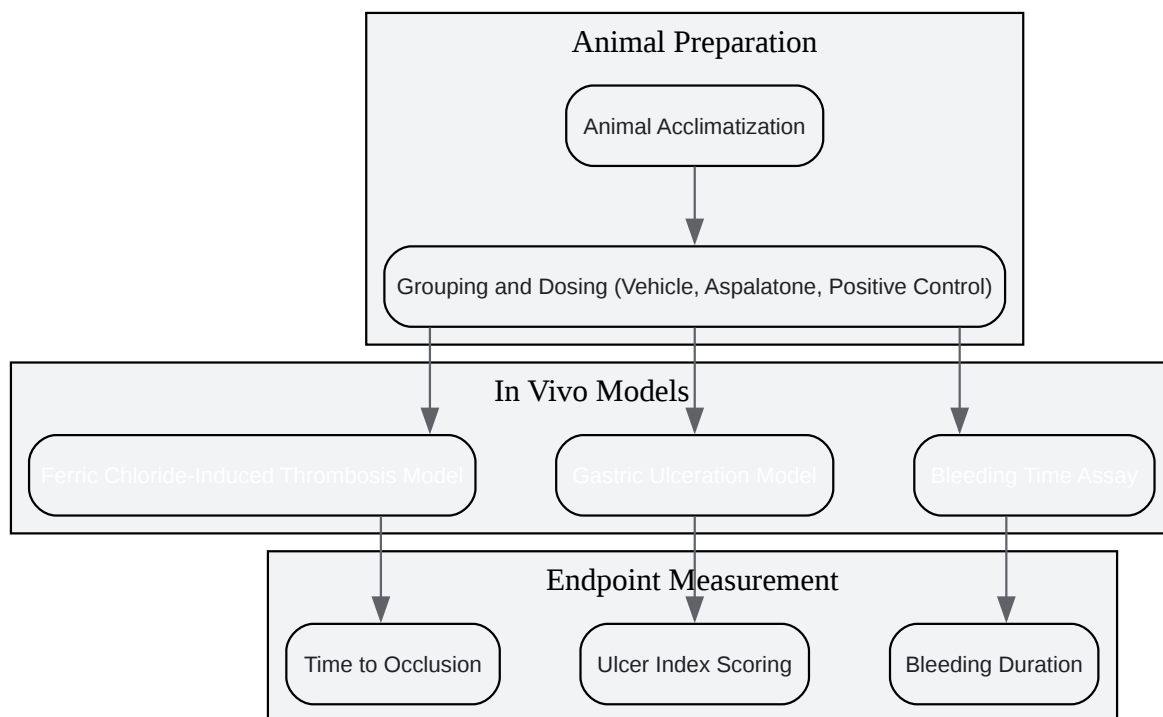 Animal Preparation
Animal Acclimatization
Grouping and Dosing (Vehicle, Aspalatone, Positive Control)
In Vivo Models
Ferric Chloride-Induced Thrombosis Model
Gastric Ulceration Model
Bleeding Time Assay
Endpoint Measurement
Time to Occlusion
Ulcer Index Scoring
Bleeding Duration